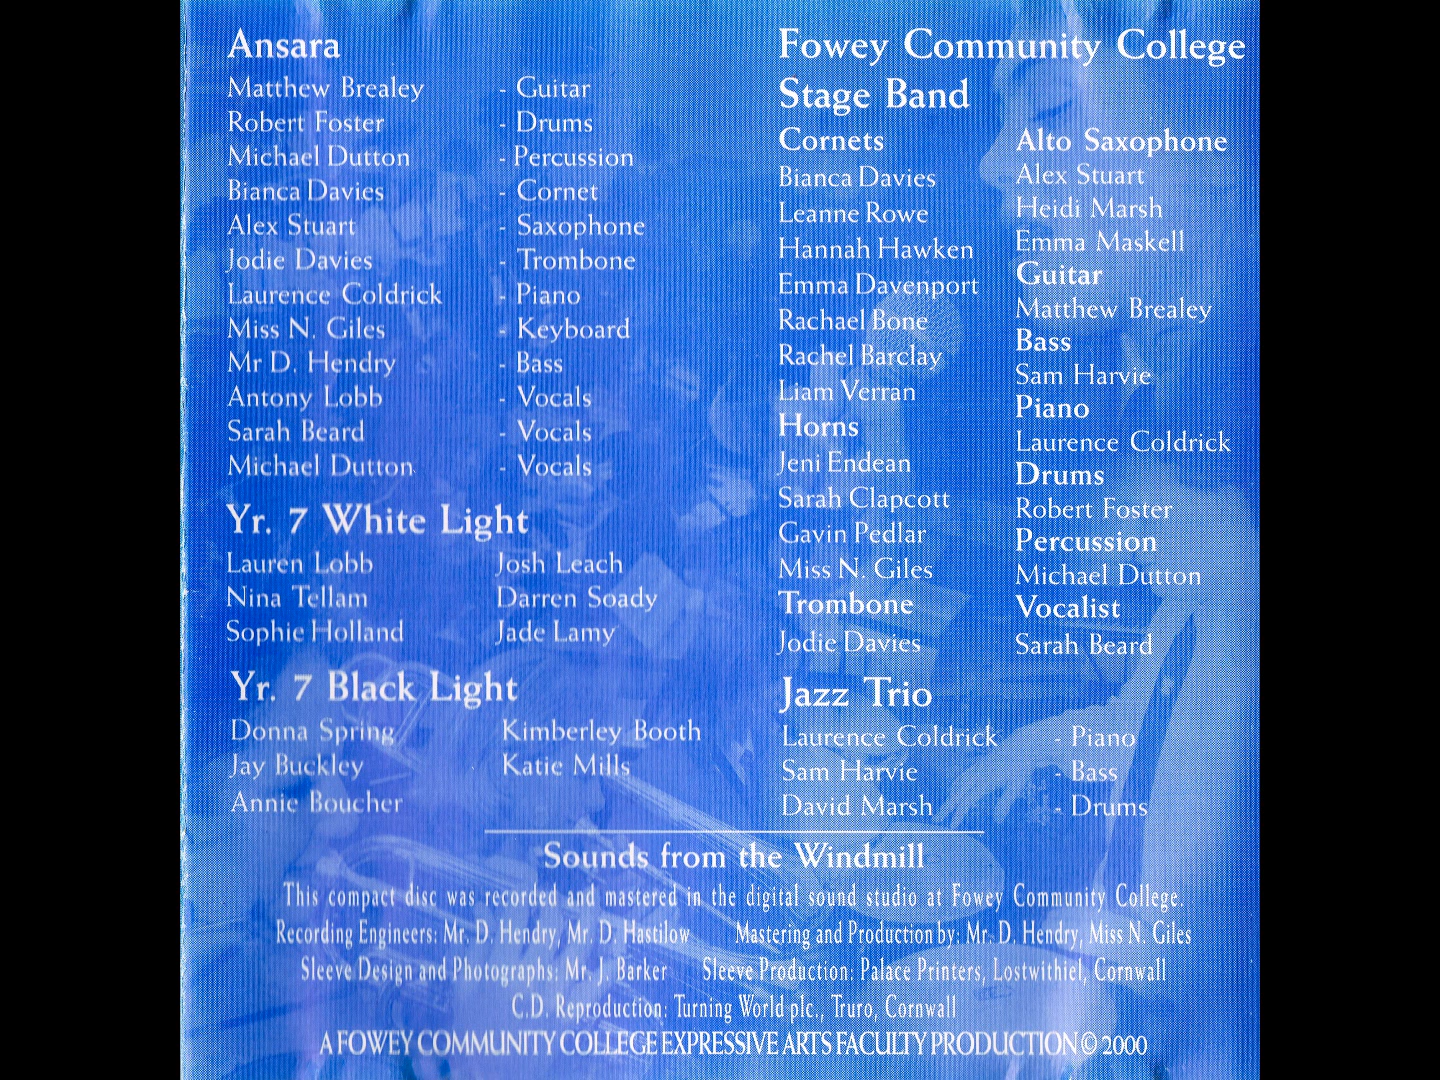 Ansara
Matthew Brealey - Guitar
Robert Foster - Drums
Michael Dutton - Percussion
Bianca Davies - Cornet
Alex Stuart - Saxophone
Jodie Davies - Trombone
Laurence Coldrick - Piano
Miss N. Giles - Keyboard
Mr D. Hendry - Bass
Antony Lobb - Vocals
Sarah Beard - Vocals
Michael Dutton - Vocals
Yr. 7 White Light
Lauren Lobb Josh Leach
Nina Tellam Darren Soady
Sophie Holland Jade Lamy
Yr. 7 Black Light
Donna Spring Kimberley Booth
Jay Buckley Katie Mills
Annie Boucher
Fowey Community College
Stage Band
Cornets
Bianca Davies
Leanne Rowe
Hannah Hawken
Emma Davenport
Rachael Bone
Rachel Barclay
Liam Verran
Horns
Jeni Endean
Sarah Clapcott
Gavin Pedlar
Miss N. Giles
Trombone
Jodie Davies
Alto Saxophone
Alex Stuart
Heidi Marsh
Emma Maskell
Guitar
Matthew Brealey
Bass
Sam Harvie
Piano
Laurence Coldrick
Drums
Robert Foster
Percussion
Michael Dutton
Vocalist
Sarah Beard
Jazz Trio
Laurence Coldrick - Piano
Sam Harvie - Bass
David Marsh - Drums
Sounds from the Windmill
This compact disc was recorded and mastered in the digital sound studio at Fowey Community College.
Recording Engineers: Mr. D. Hendry, Mr. D. Hastilow Mastering and Production by: Mr. D. Hendry, Miss N. Giles
Sleeve Design and Photographs: Mr. J. Barker Sleeve Production: Palace Printers, Lostwithiel, Cornwall
C.D. Reproduction: Turning World plc., Truro, Cornwall
A FOWEY COMMUNITY COLLEGE EXPRESSIVE ARTS FACULTY PRODUCTION © 2000